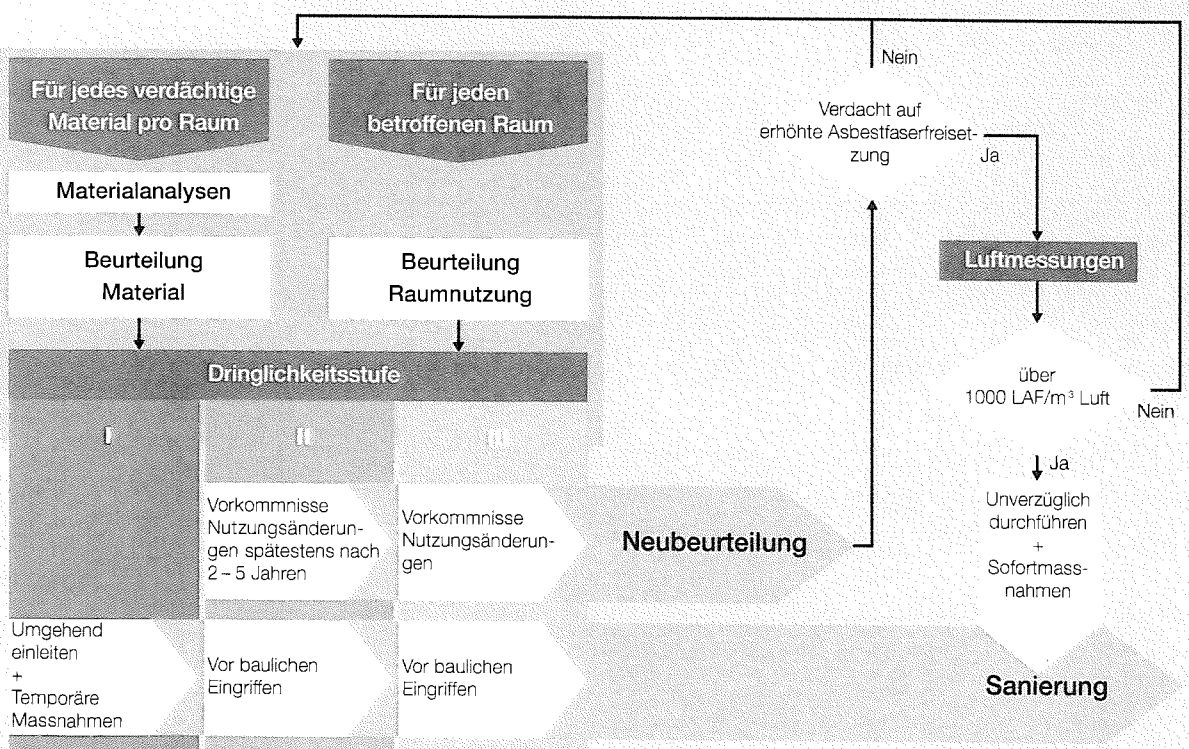 Für jedes verdächtige
Material pro Raum
Für jeden
betroffenen Raum
Materialanalysen
Beurteilung
Material
Beurteilung
Raumnutzung
Dringlichkeitsstufe
I
II
III
Vorkommnisse
Nutzungsänderun-
gen spätestens nach
2 – 5 Jahren
Vorkommnisse
Nutzungsänderun-
gen
Neubeurteilung
Umgehend
einleiten
+
Temporäre
Massnahmen
Vor baulichen
Eingriffen
Vor baulichen
Eingriffen
Sanierung
Nein
Verdacht auf
erhöhte Asbestfaserfreiset-
zung
Ja
Luftmessungen
über
1000 LAF/m³ Luft
Nein
Ja
Unverzüglich
durchführen
+
Sofortmass-
nahmen